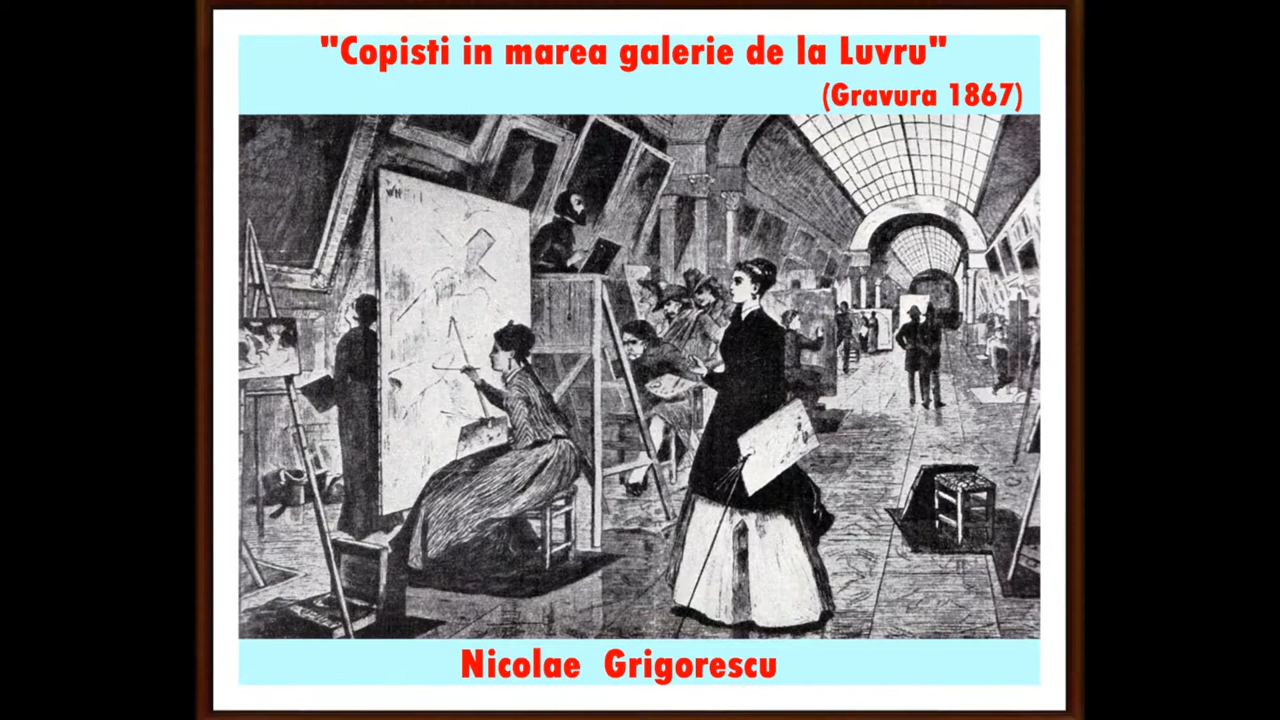 "Copisti in marea galerie de la Luvru"
(Gravura 1867)
Nicolae Grigorescu